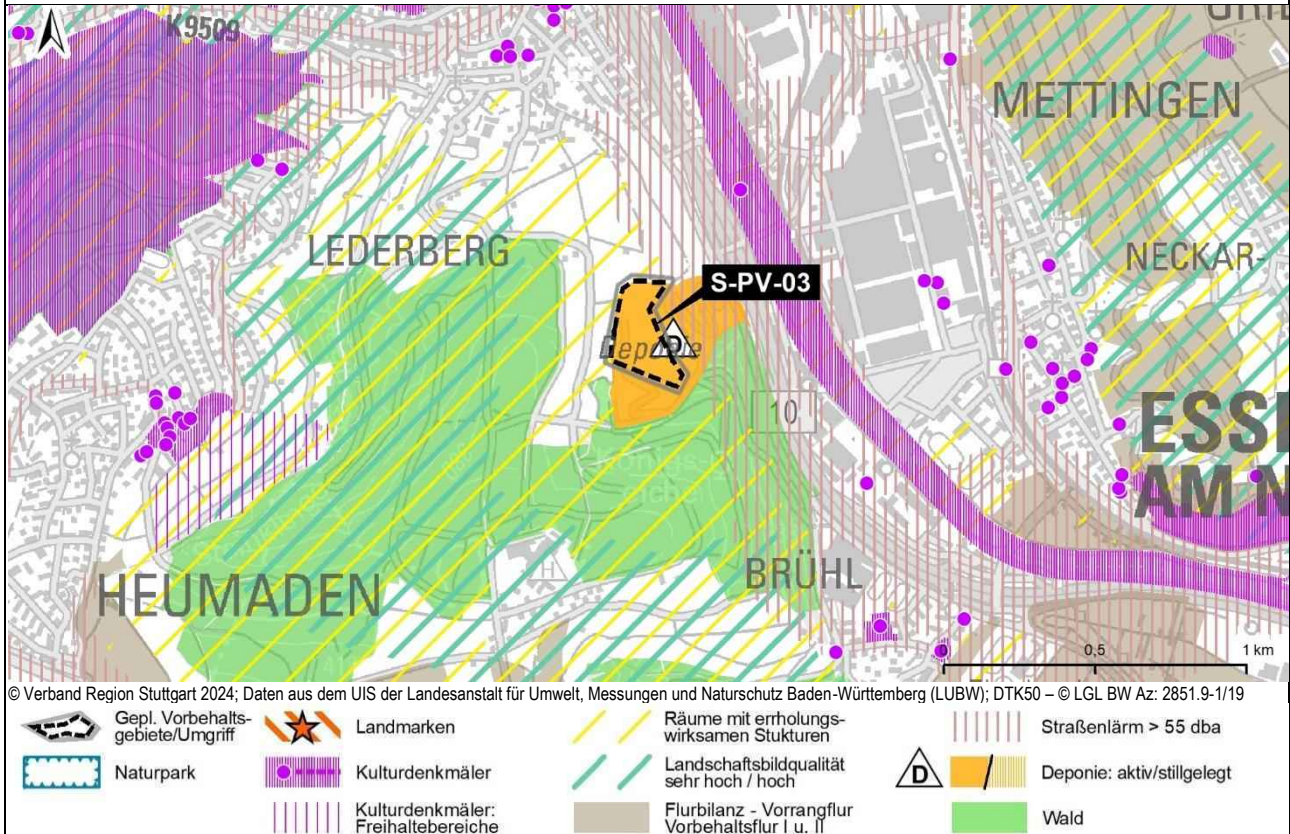 K9509
GRIE
METTINGEN
LEDERBERG
NECKAR-
S-PV-03
D
Deponie
10
ESSI
AM N
HEUMADEN
BRÜHL
0
0,5
1 km
© Verband Region Stuttgart 2024; Daten aus dem UIS der Landesanstalt für Umwelt, Messungen und Naturschutz Baden-Württemberg (LUBW); DTK50 – © LGL BW Az: 2851.9-1/19
Gepl. Vorbehalts-
gebiete/Umgriff
Landmarken
Räume mit errholungs-
wirksamen Stukturen
Straßenlärm > 55 dba
Naturpark
Kulturdenkmäler
Landschaftsbildqualität
sehr hoch / hoch
D
Deponie: aktiv/stillgelegt
Kulturdenkmäler:
Freihaltebereiche
Flurbilanz - Vorrangflur
Vorbehaltsflur I u. II
Wald